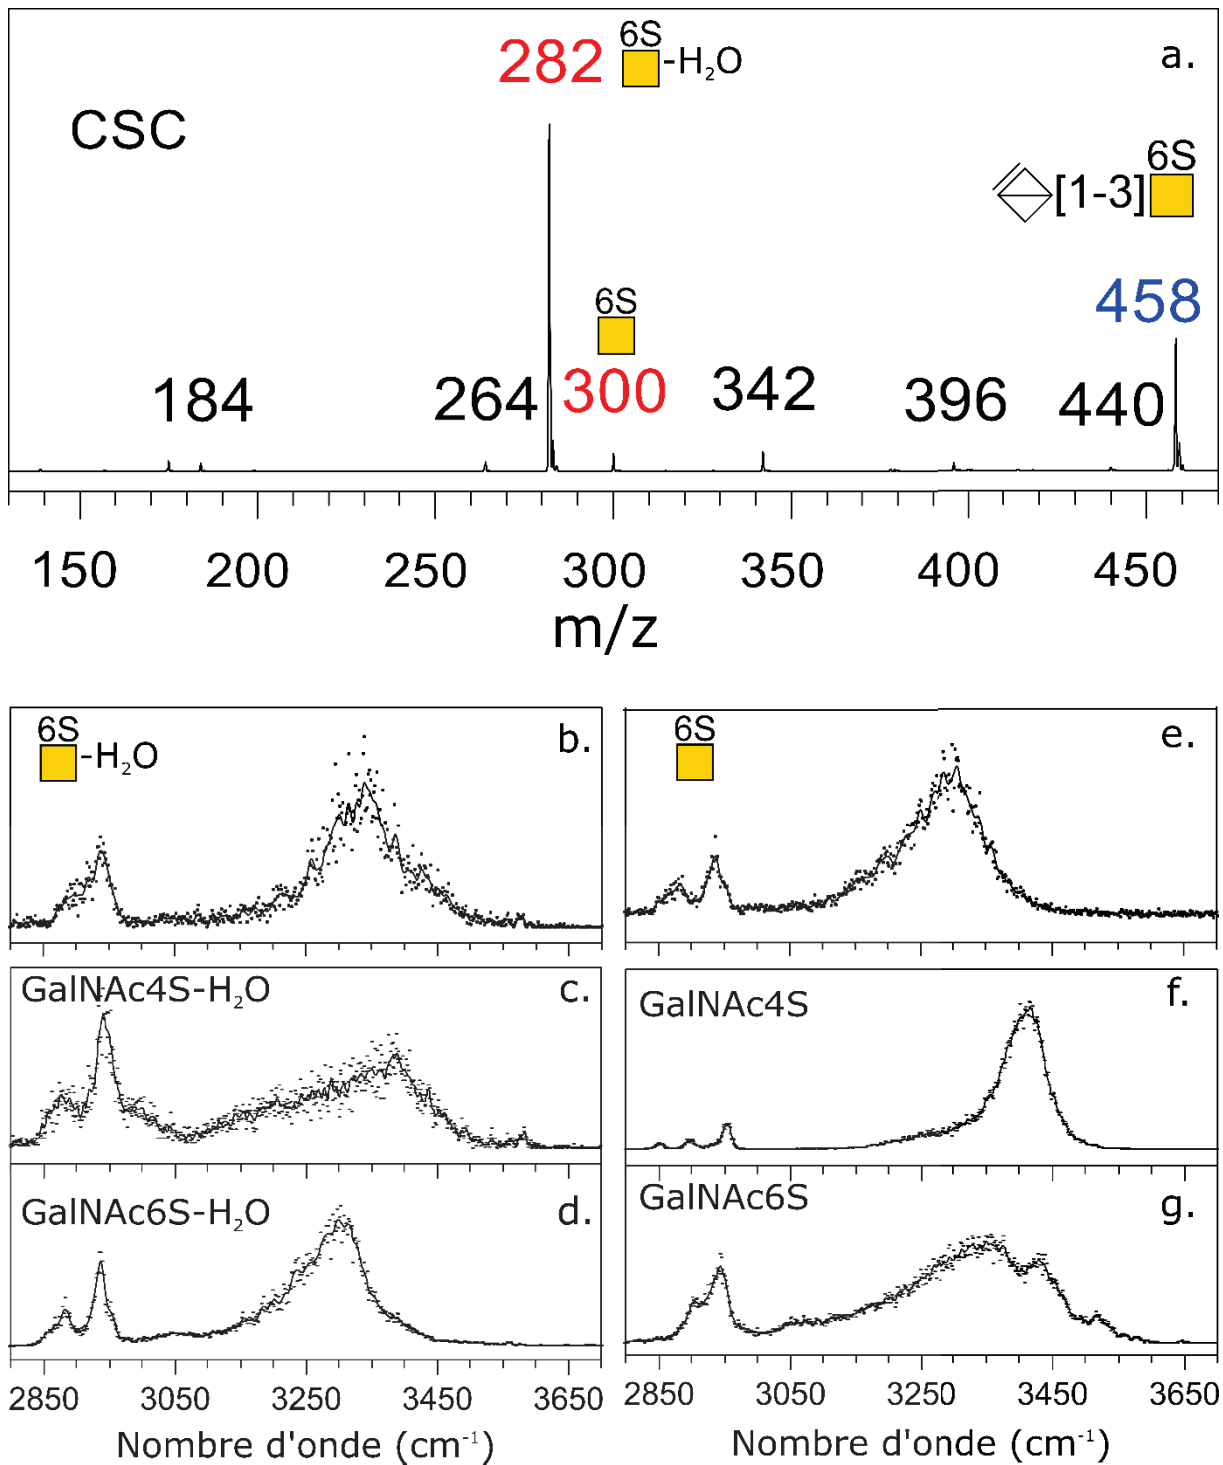 a.
CSC
282
6S
-H₂O
6S
[1-3]
458
6S
300
184
264
342
396
440
150 200 250 300 350 400 450
m/z
6S
-H₂O
b.
6S
e.
GalNAc4S-H₂O
c.
GalNAc4S
f.
GalNAc6S-H₂O
d.
GalNAc6S
g.
2850 3050 3250 3450 3650
2850 3050 3250 3450 3650
Nombre d'onde (cm⁻¹)
Nombre d'onde (cm⁻¹)